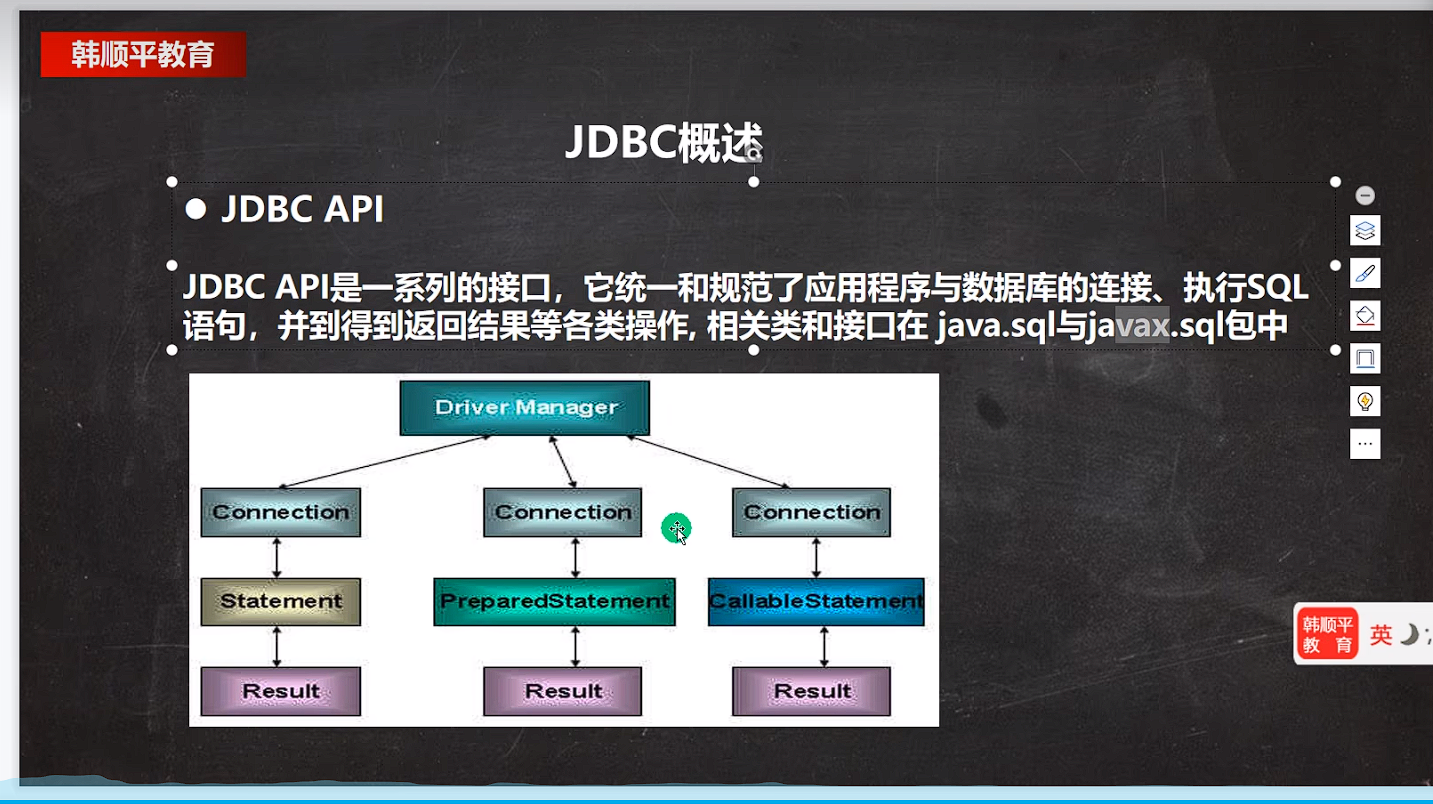 韩顺平教育
JDBC概述
● JDBC API
JDBC API是一系列的接口，它统一和规范了应用程序与数据库的连接、执行SQL
语句，并到得到返回结果等各类操作, 相关类和接口在 java.sql与javax.sql包中
Driver Manager
Connection
Connection
Connection
Statement
PreparedStatement
CallableStatement
Result
Result
Result
韩顺平
教 育
英